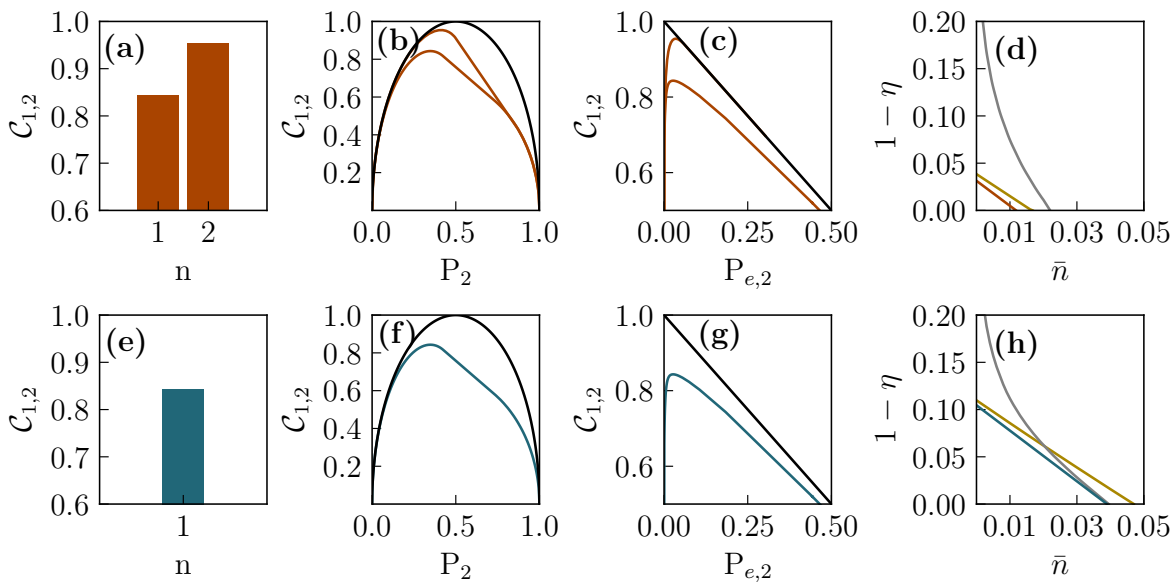 (a)
C₁,₂
1.0
0.9
0.8
0.7
0.6
1 2
n
(b)
C₁,₂
1.0
0.8
0.6
0.4
0.2
0.0 0.5 1.0
P₂
(c)
C₁,₂
1.0
0.8
0.6
0.00 0.25 0.50
Pₑ,₂
(d)
1 − η
0.20
0.15
0.10
0.05
0.00
0.01 0.03 0.05
n̄
(e)
C₁,₂
1.0
0.9
0.8
0.7
0.6
1
n
(f)
C₁,₂
1.0
0.8
0.6
0.4
0.2
0.0 0.5 1.0
P₂
(g)
C₁,₂
1.0
0.8
0.6
0.00 0.25 0.50
Pₑ,₂
(h)
1 − η
0.20
0.15
0.10
0.05
0.00
0.01 0.03 0.05
n̄